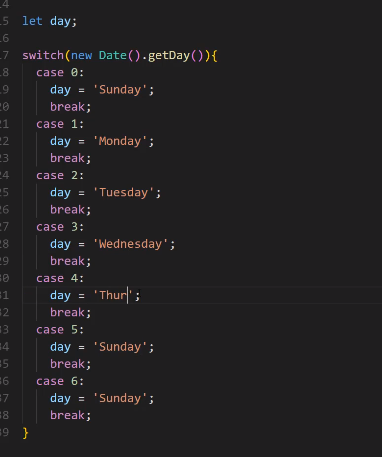 let day;
16
switch(new Date().getDay()){
case 0:
day = 'Sunday';
break;
case 1:
day = 'Monday';
break;
case 2:
day = 'Tuesday';
break;
case 3:
day = 'Wednesday';
break;
case 4:
day = 'Thur';
break;
case 5:
day = 'Sunday';
break;
case 6:
day = 'Sunday';
break;
}